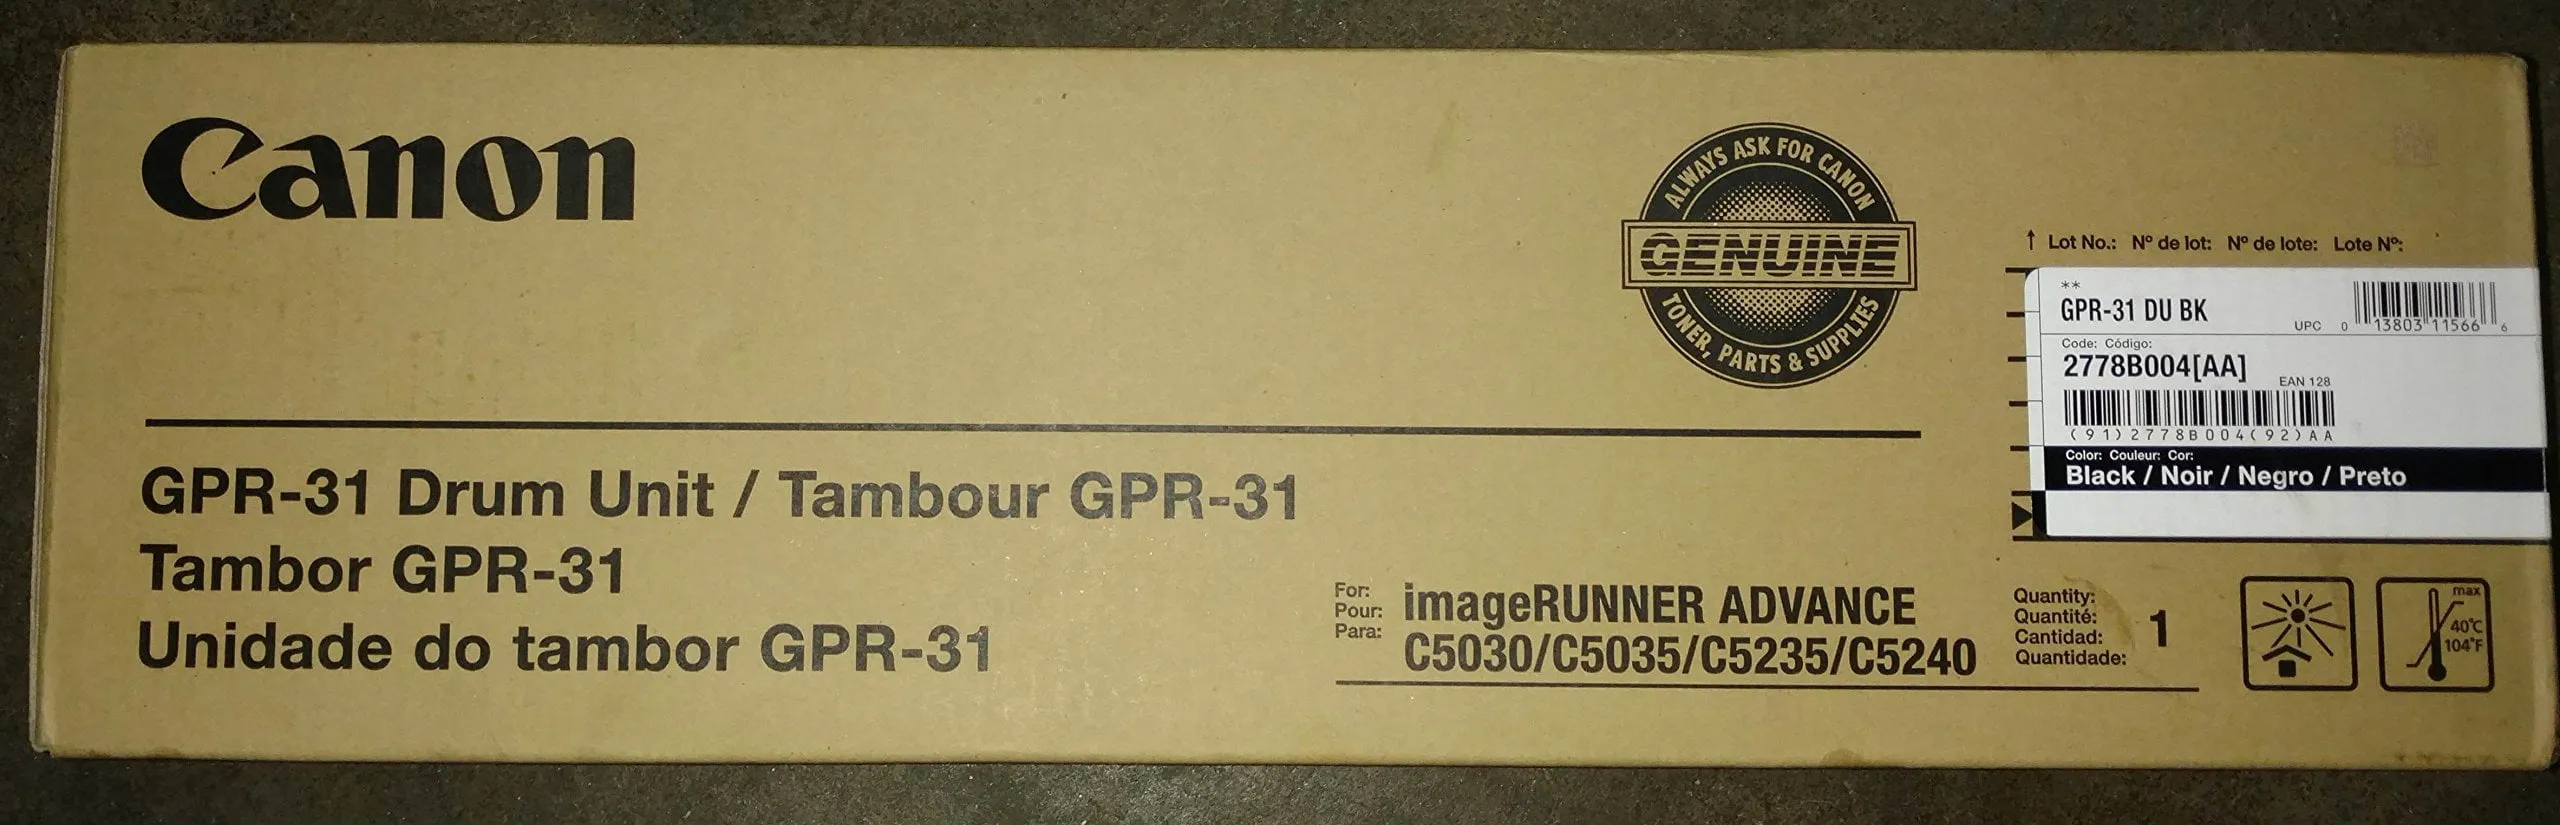 Canon
ALWAYS ASK FOR CANON
GENUINE
TONER, PARTS & SUPPLIES
GPR-31 Drum Unit / Tambour GPR-31
Tambor GPR-31
Unidade do tambor GPR-31
For:
Pour:
Para:
imageRUNNER ADVANCE
C5030/C5035/C5235/C5240
↑ Lot No.: Nº de lot: Nº de lote: Lote Nº:
**
GPR-31 DU BK
UPC 0 13803 11566 6
Code: Código:
2778B004[AA]
EAN 128
(91)2778B004(92)AA
Color: Couleur: Cor:
Black / Noir / Negro / Preto
Quantity:
Quantité:
Cantidad:
Quantidade:
1
max
40°C
104°F